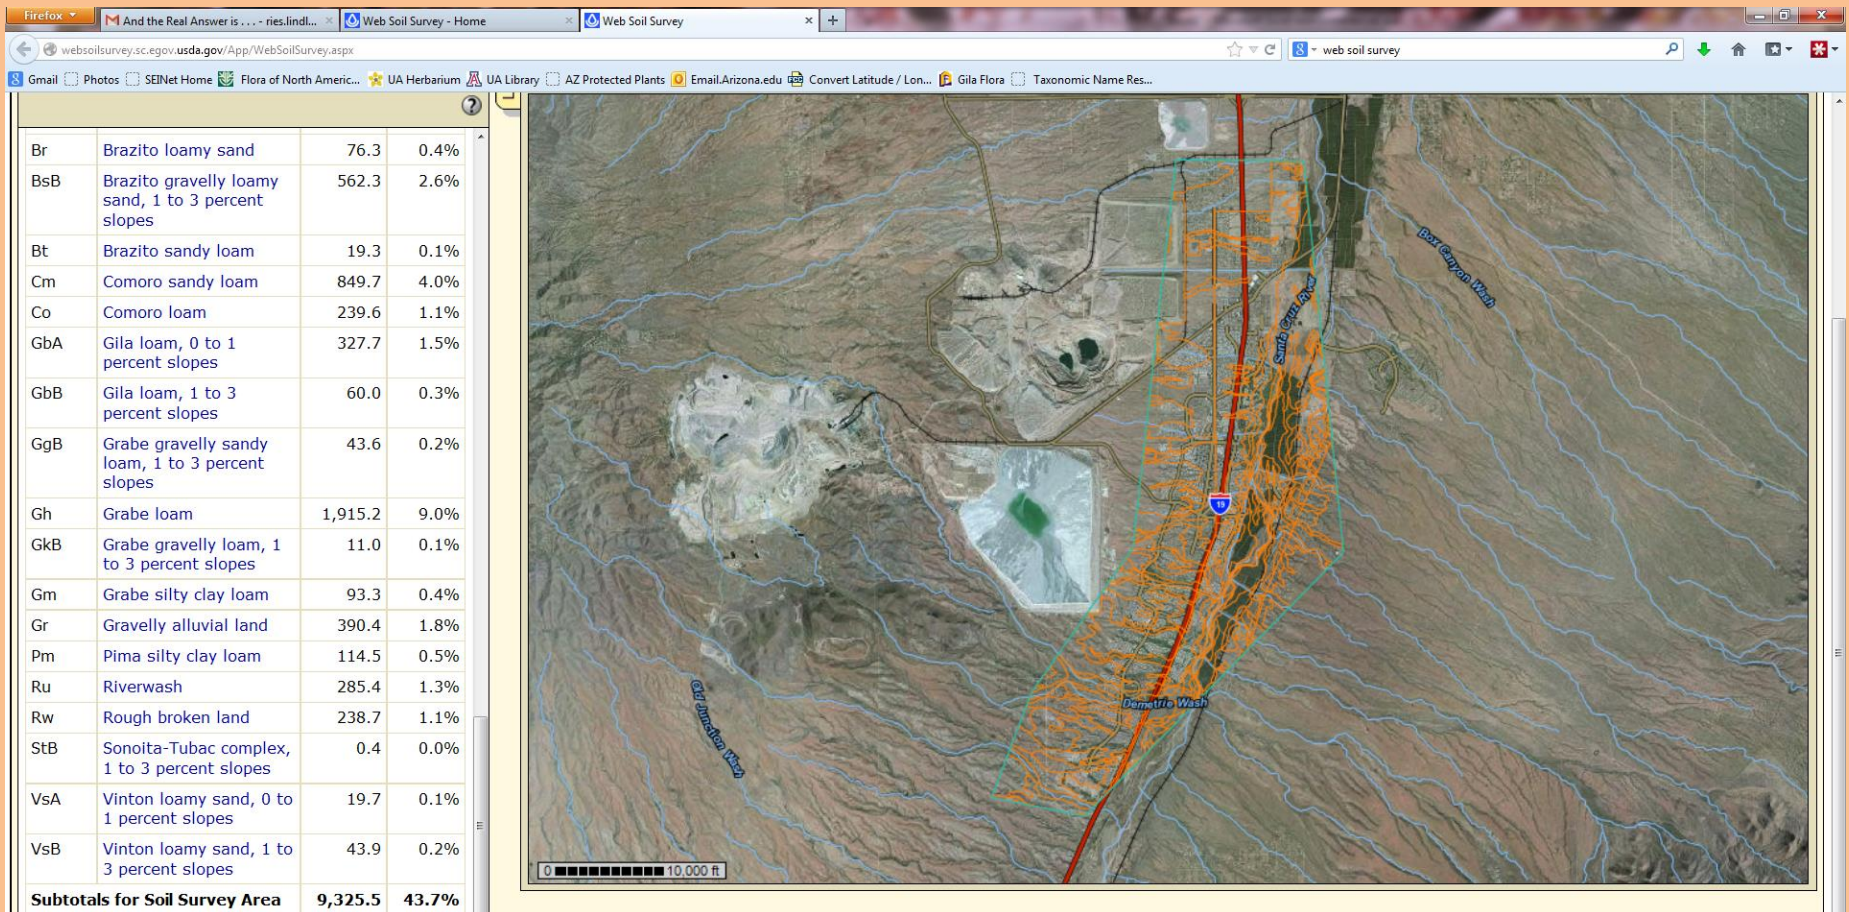 Firefox
And the Real Answer is . . . - ries.lindl...
Web Soil Survey - Home
Web Soil Survey
websoilsurvey.sc.egov.usda.gov/App/WebSoilSurvey.aspx
web soil survey
Gmail Photos SEINet Home Flora of North Americ... UA Herbarium UA Library AZ Protected Plants Email.Arizona.edu Convert Latitude / Lon... Gila Flora Taxonomic Name Res...
Br Brazito loamy sand 76.3 0.4%
BsB Brazito gravelly loamy 562.3 2.6%
sand, 1 to 3 percent
slopes
Bt Brazito sandy loam 19.3 0.1%
Cm Comoro sandy loam 849.7 4.0%
Co Comoro loam 239.6 1.1%
GbA Gila loam, 0 to 1 327.7 1.5%
percent slopes
GbB Gila loam, 1 to 3 60.0 0.3%
percent slopes
GgB Grabe gravelly sandy 43.6 0.2%
loam, 1 to 3 percent
slopes
Gh Grabe loam 1,915.2 9.0%
GkB Grabe gravelly loam, 1 11.0 0.1%
to 3 percent slopes
Gm Grabe silty clay loam 93.3 0.4%
Gr Gravelly alluvial land 390.4 1.8%
Pm Pima silty clay loam 114.5 0.5%
Ru Riverwash 285.4 1.3%
Rw Rough broken land 238.7 1.1%
StB Sonoita-Tubac complex, 0.4 0.0%
1 to 3 percent slopes
VsA Vinton loamy sand, 0 to 19.7 0.1%
1 percent slopes
VsB Vinton loamy sand, 1 to 43.9 0.2%
3 percent slopes
Subtotals for Soil Survey Area 9,325.5 43.7%
Box Canyon Wash
Santa Cruz River
19
Demetrie Wash
Old Junction Wash
0 10,000 ft